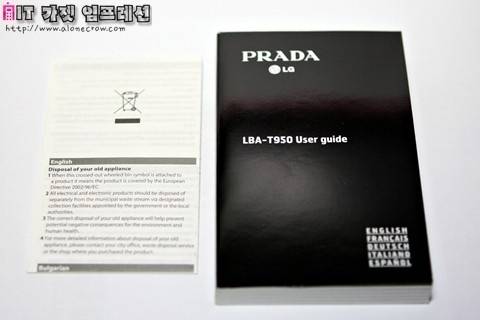 IT 가젯 임프레션
http://www.alonecrow.com
English
Disposal of your old appliance
1 When this crossed-out wheeled bin symbol is attached to
a product it means the product is covered by the European
Directive 2002/96/EC.
2 All electrical and electronic products should be disposed of
separately from the municipal waste stream via designated
collection facilities appointed by the government or the local
authorities.
3 The correct disposal of your old appliance will help prevent
potential negative consequences for the environment and
human health.
4 For more detailed information about disposal of your old
appliance, please contact your city office, waste disposal service
or the shop where you purchased the product.
Bulgarian
PRADA
LG
LBA-T950 User guide
ENGLISH
FRANÇAIS
DEUTSCH
ITALIANO
ESPAÑOL